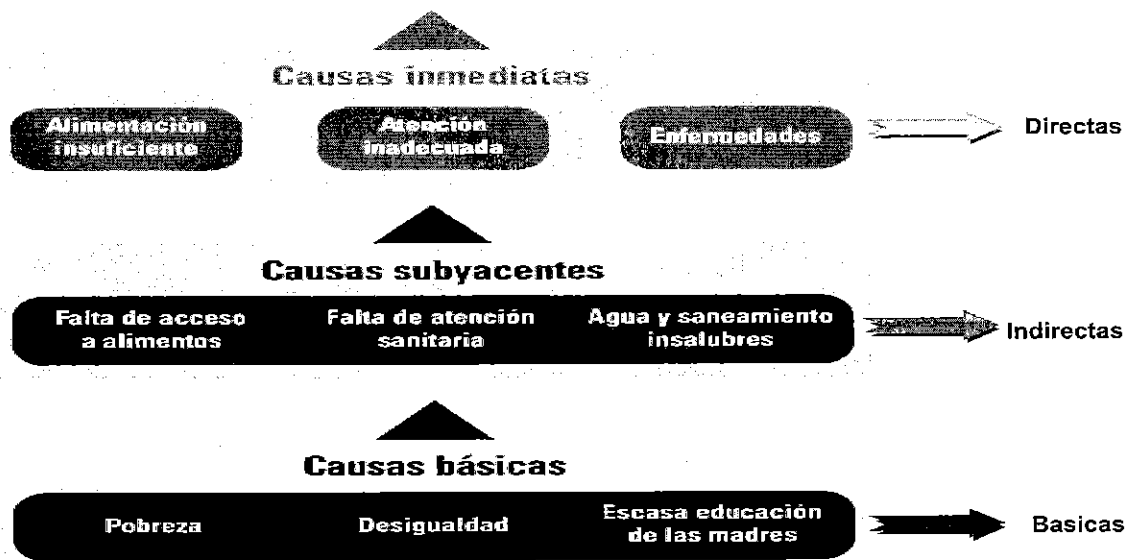 Causas inmediatas
Alimentación
insuficiente
Atención
inadecuada
Enfermedades
Directas
Causas subyacentes
Falta de acceso
a alimentos
Falta de atención
sanitaria
Agua y saneamiento
insalubres
Indirectas
Causas básicas
Pobreza
Desigualdad
Escasa educación
de las madres
Basicas